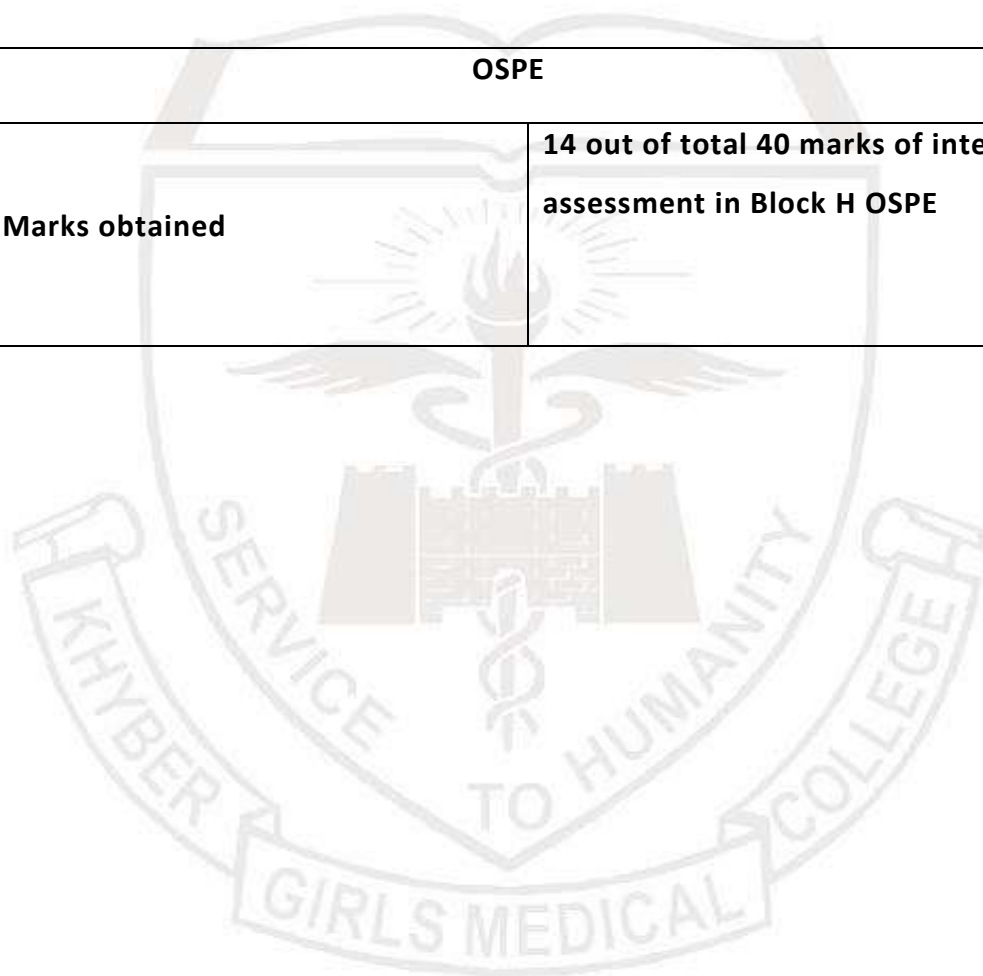 OSPE
Marks obtained
14 out of total 40 marks of inte
assessment in Block H OSPE
SERVICE TO HUMANITY
KHYBER GIRLS MEDICAL COLLEGE